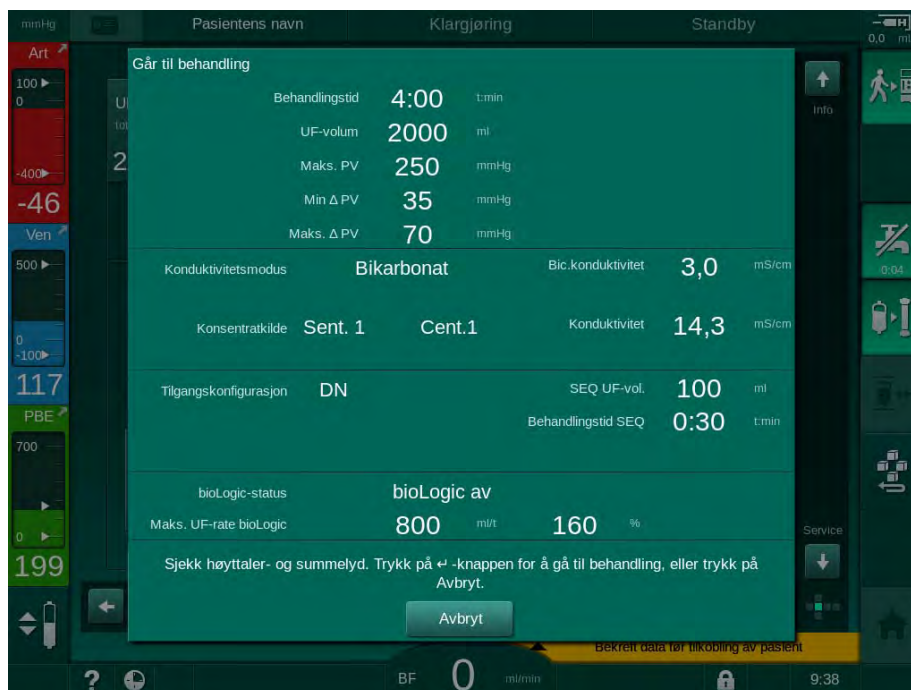 mmHg
Pasientens navn
Klargjøring
Standby
0,0 ml
Art
100
0
-400
-46
Ven
500
0
-100
117
PBE
700
0
199
Går til behandling
Behandlingstid 4:00 t:min
UF-volum 2000 ml
Maks. PV 250 mmHg
Min Δ PV 35 mmHg
Maks. Δ PV 70 mmHg
Konduktivitetsmodus Bikarbonat Bic.konduktivitet 3,0 mS/cm
Konsentratkilde Sent. 1 Cent.1 Konduktivitet 14,3 mS/cm
Tilgangskonfigurasjon DN SEQ UF-vol. 100 ml
Behandlingstid SEQ 0:30 t:min
bioLogic-status bioLogic av
Maks. UF-rate bioLogic 800 ml/t 160 %
Sjekk høyttaler- og summelyd. Trykk på ↵ -knappen for å gå til behandling, eller trykk på
Avbryt.
Avbryt
info
Service
0:04
Bekreft data før tilkobling av pasient
? BF 0 ml/min 9:38